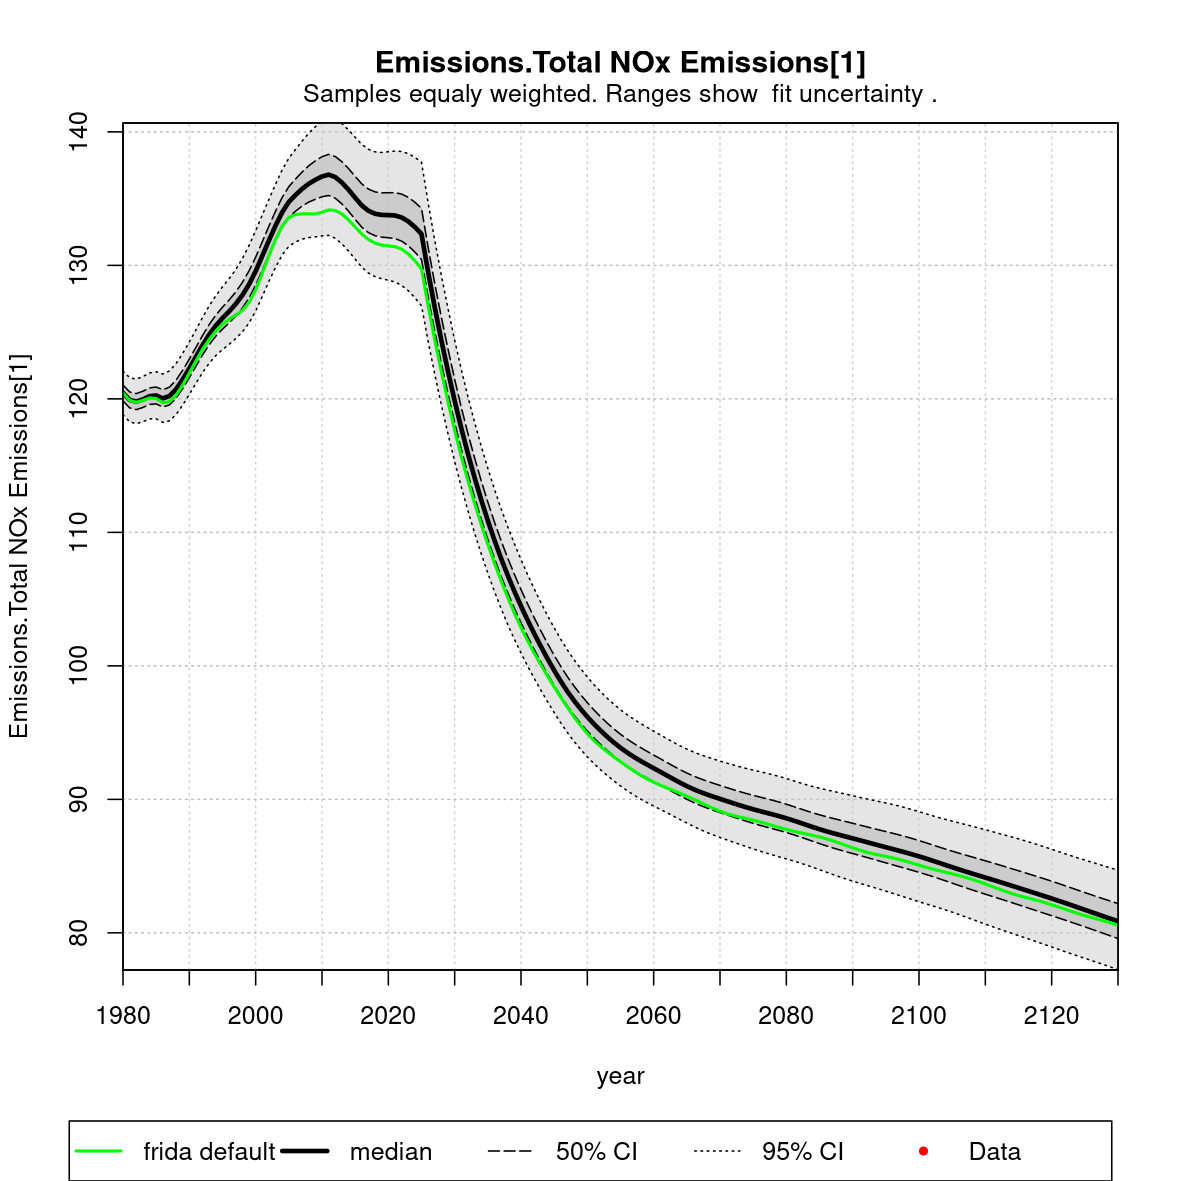 Emissions.Total NOx Emissions[1]
Samples equaly weighted. Ranges show  fit uncertainty .
Emissions.Total NOx Emissions[1]
140
130
120
110
100
90
80
1980 2000 2020 2040 2060 2080 2100 2120
year
frida default median 50% CI 95% CI Data